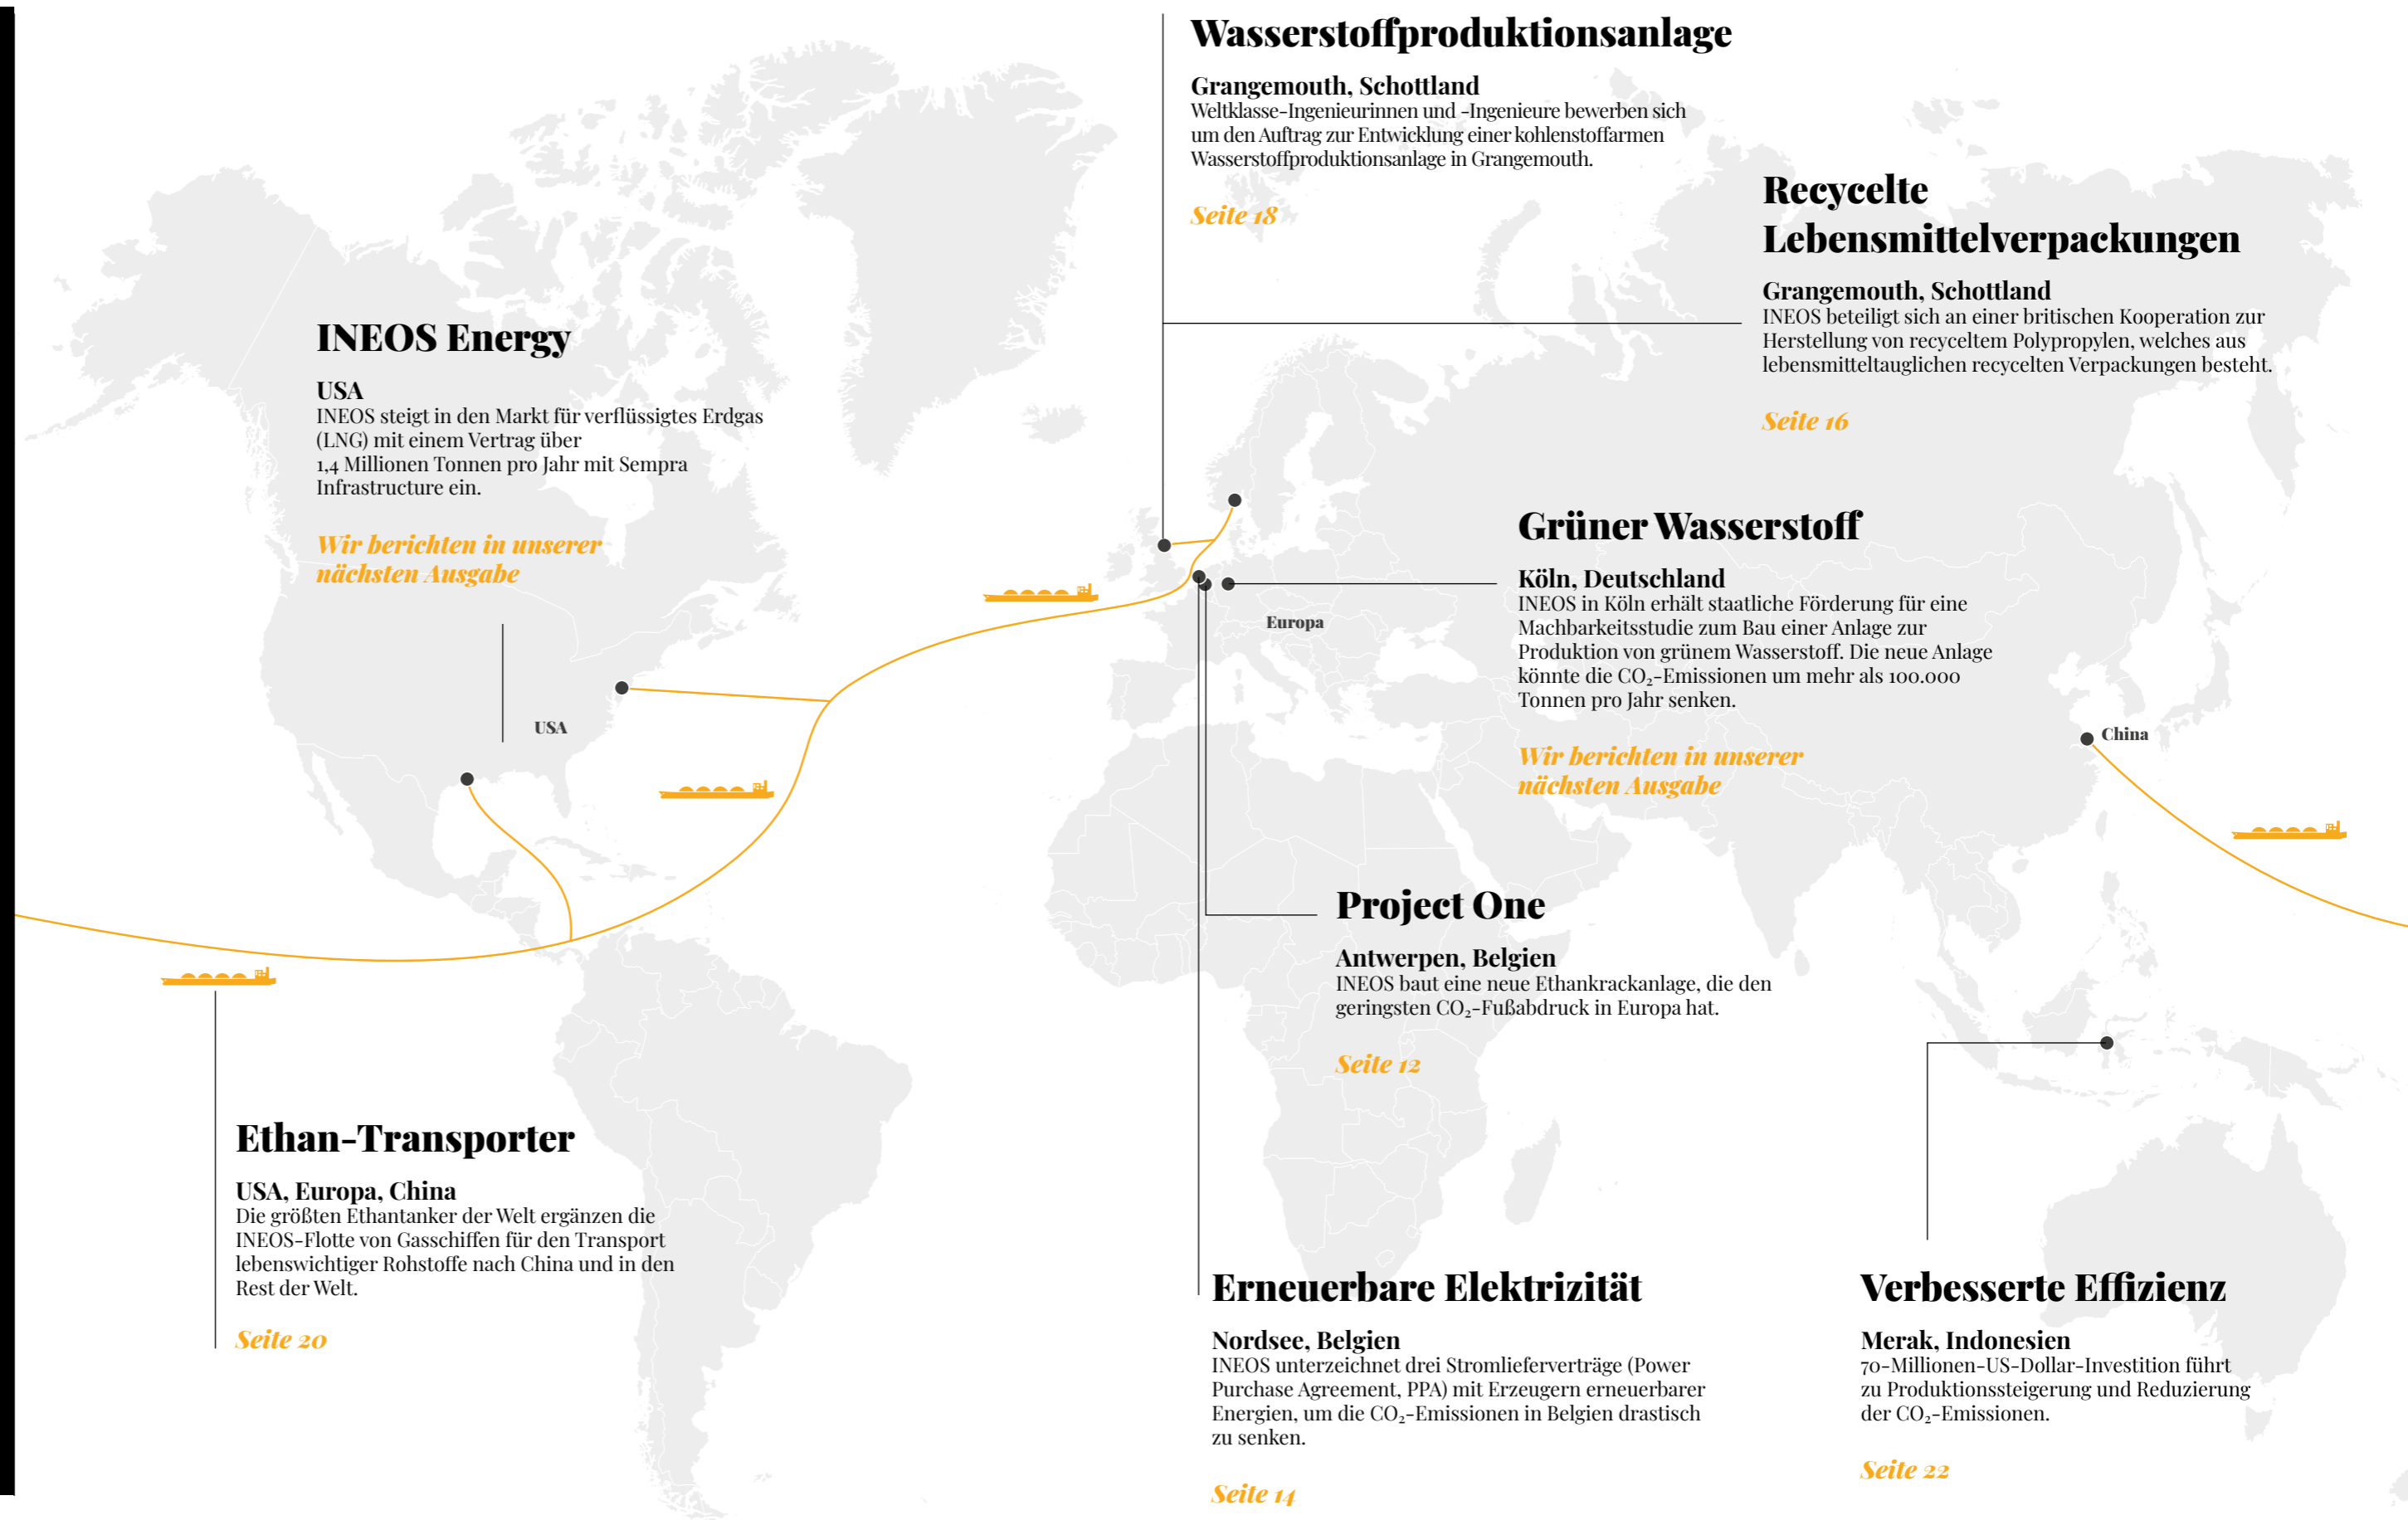 Wasserstoffproduktionsanlage
Grangemouth, Schottland
Weltklasse-Ingenieurinnen und -Ingenieure bewerben sich
um den Auftrag zur Entwicklung einer kohlenstoffarmen
Wasserstoffproduktionsanlage in Grangemouth.
Seite 18
Recycelte
Lebensmittelverpackungen
Grangemouth, Schottland
INEOS beteiligt sich an einer britischen Kooperation zur
Herstellung von recyceltem Polypropylen, welches aus
lebensmitteltauglichen recycelten Verpackungen besteht.
Seite 16
INEOS Energy
USA
INEOS steigt in den Markt für verflüssigtes Erdgas
(LNG) mit einem Vertrag über
1,4 Millionen Tonnen pro Jahr mit Sempra
Infrastructure ein.
Wir berichten in unserer
nächsten Ausgabe
USA
Europa
Grüner Wasserstoff
Köln, Deutschland
INEOS in Köln erhält staatliche Förderung für eine
Machbarkeitsstudie zum Bau einer Anlage zur
Produktion von grünem Wasserstoff. Die neue Anlage
könnte die CO₂-Emissionen um mehr als 100.000
Tonnen pro Jahr senken.
Wir berichten in unserer
nächsten Ausgabe
China
Project One
Antwerpen, Belgien
INEOS baut eine neue Ethankrackanlage, die den
geringsten CO₂-Fußabdruck in Europa hat.
Seite 12
Ethan-Transporter
USA, Europa, China
Die größten Ethantanker der Welt ergänzen die
INEOS-Flotte von Gasschiffen für den Transport
lebenswichtiger Rohstoffe nach China und in den
Rest der Welt.
Seite 20
Erneuerbare Elektrizität
Nordsee, Belgien
INEOS unterzeichnet drei Stromlieferverträge (Power
Purchase Agreement, PPA) mit Erzeugern erneuerbarer
Energien, um die CO₂-Emissionen in Belgien drastisch
zu senken.
Seite 14
Verbesserte Effizienz
Merak, Indonesien
70-Millionen-US-Dollar-Investition führt
zu Produktionssteigerung und Reduzierung
der CO₂-Emissionen.
Seite 22